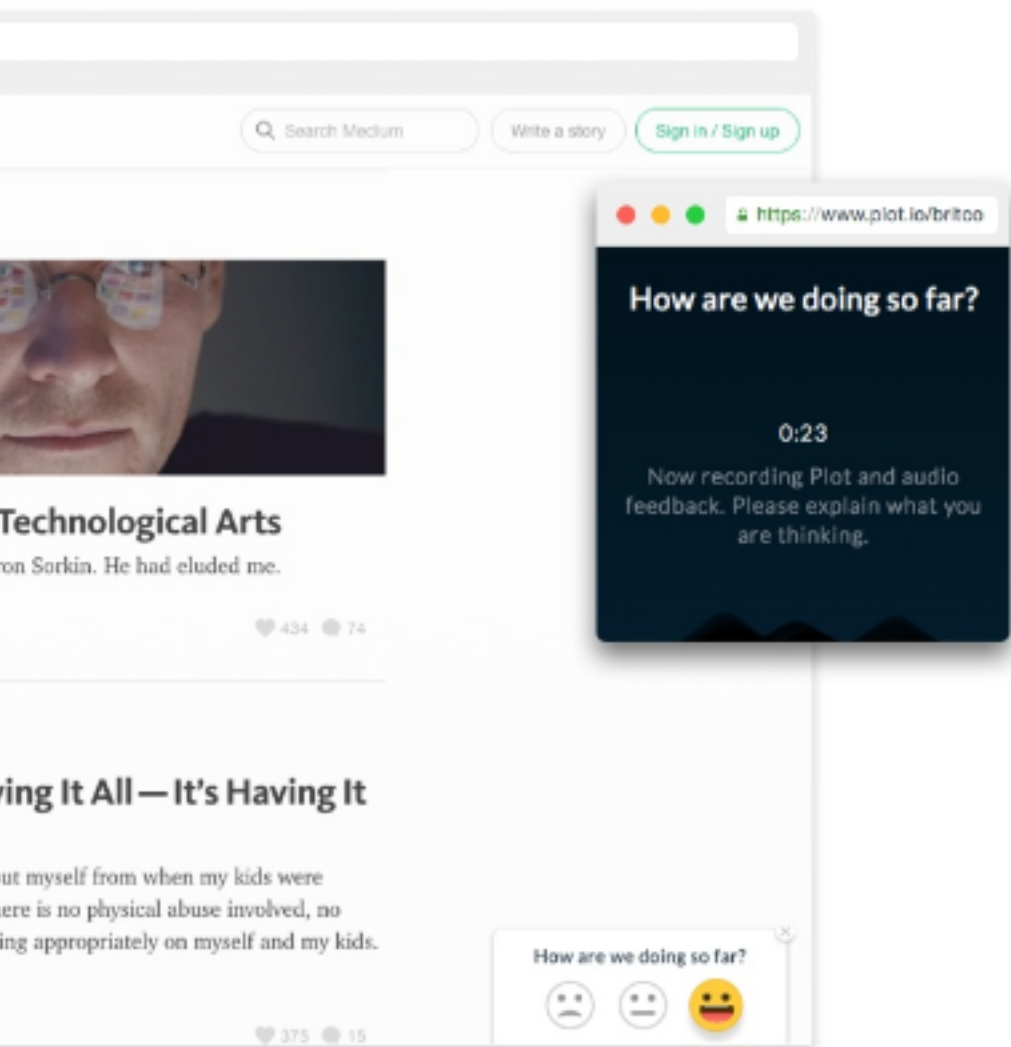 Search Medium
Write a story
Sign in / Sign up
https://www.plot.io/britoo
How are we doing so far?
0:23
Now recording Plot and audio
feedback. Please explain what you
are thinking.
Technological Arts
ron Sorkin. He had eluded me.
434 74
ving It All — It's Having It
out myself from when my kids were
here is no physical abuse involved, no
ing appropriately on myself and my kids.
375 15
How are we doing so far?